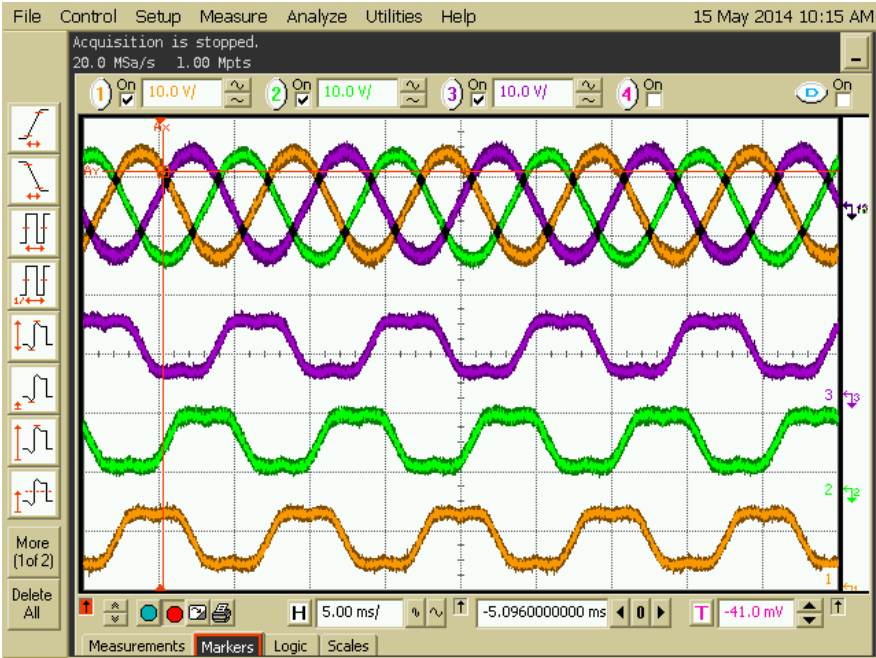 File Control Setup Measure Analyze Utilities Help 15 May 2014 10:15 AM
Acquisition is stopped.
20.0 MSa/s 1.00 Mpts
1 On 10.0 V/ 2 On 10.0 V/ 3 On 10.0 V/ 4 On D On
Ax
Ay
1/
3
3
2
2
1
More
(1of 2)
Delete
All
H 5.00 ms/ -5.0960000000 ms 0 T -41.0 mV
Measurements Markers Logic Scales